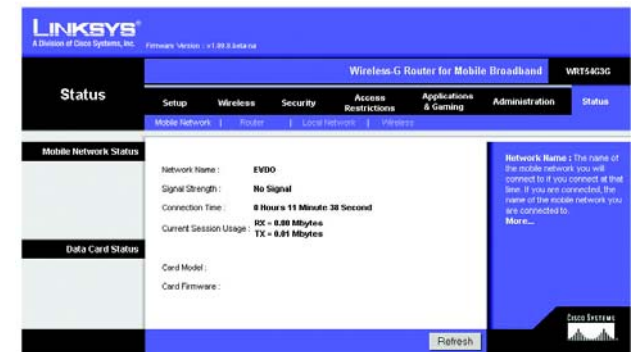 LINKSYS®
A Division of Cisco Systems, Inc.
Firmware Version : v1.09.X beta na
Wireless-G Router for Mobile Broadband WRT54G3G
Status
Setup Wireless Security Access Restrictions Applications & Gaming Administration Status
Mobile Network | Router | Local Network | Wireless
Mobile Network Status
Network Name : EVDO
Signal Strength : No Signal
Connection Time : 0 Hours 11 Minute 38 Second
Current Session Usage : RX = 0.00 Mbytes
TX = 0.01 Mbytes
Data Card Status
Card Model :
Card Firmware :
Network Name : The name of
the mobile network you will
connect to if you connect at that
time. If you are connected, the
name of the mobile network you
are connected to.
More...
Refresh
CISCO SYSTEMS